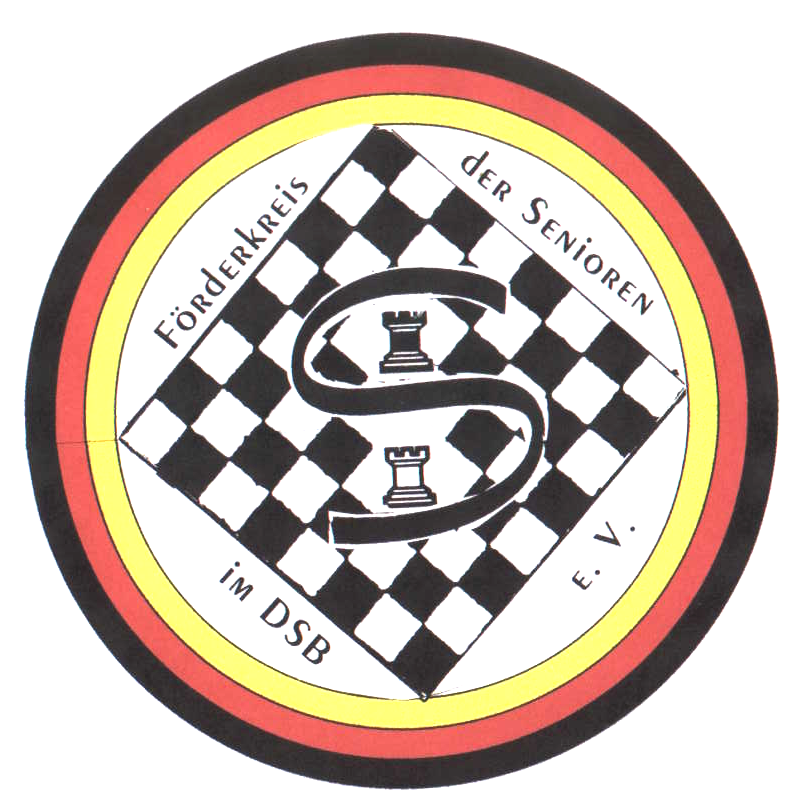 Förderkreis
der Senioren
im DSB
e. V.
S